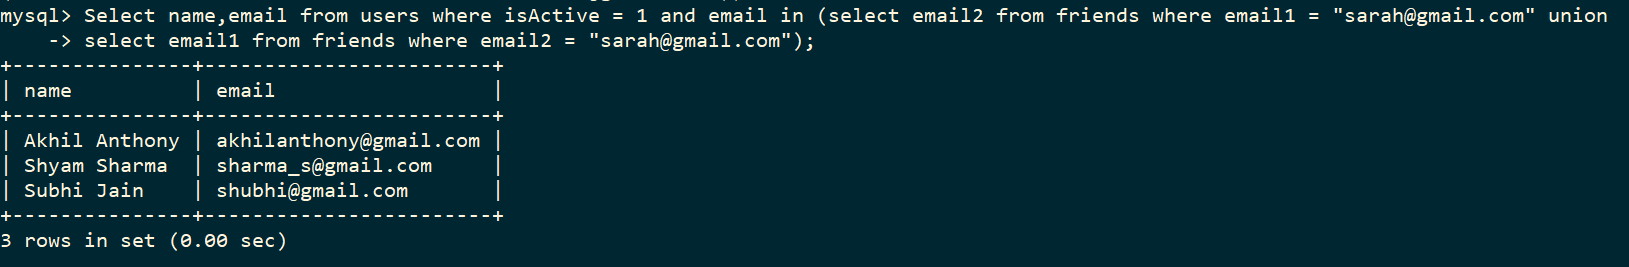 mysql> Select name,email from users where isActive = 1 and email in (select email2 from friends where email1 = "sarah@gmail.com" union
    -> select email1 from friends where email2 = "sarah@gmail.com");
+---------------+------------------------+
| name          | email                  |
+---------------+------------------------+
| Akhil Anthony | akhilanthony@gmail.com |
| Shyam Sharma  | sharma_s@gmail.com     |
| Subhi Jain    | shubhi@gmail.com       |
+---------------+------------------------+
3 rows in set (0.00 sec)